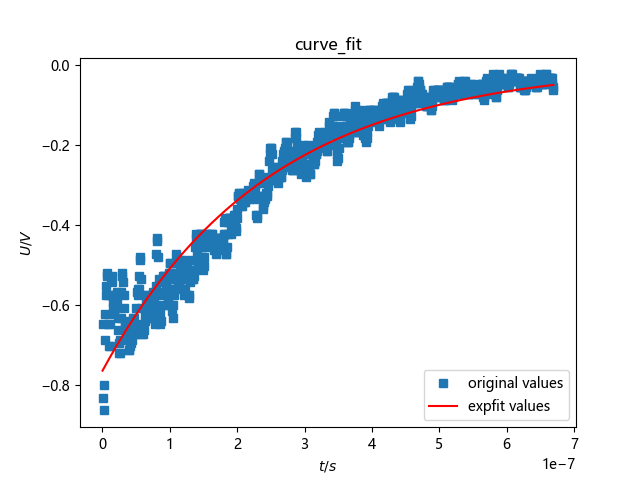 curve_fit
0.0
−0.2
−0.4
−0.6
−0.8
U/V
0 1 2 3 4 5 6 7
1e−7
t/s
original values
expfit values